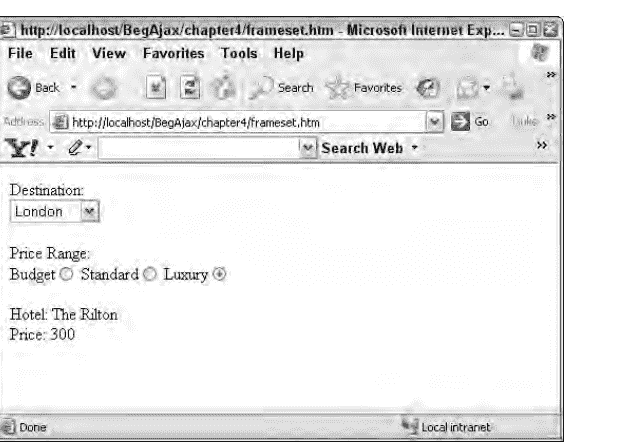 http://localhost/BegAjax/chapter4/frameset.htm - Microsoft Internet Exp...
File Edit View Favorites Tools Help
Back Search Favorites »
Address http://localhost/BegAjax/chapter4/frameset.htm Go Links »
Y! Search Web »
Destination:
London
Price Range:
Budget Standard Luxury
Hotel: The Rilton
Price: 300
Done Local intranet